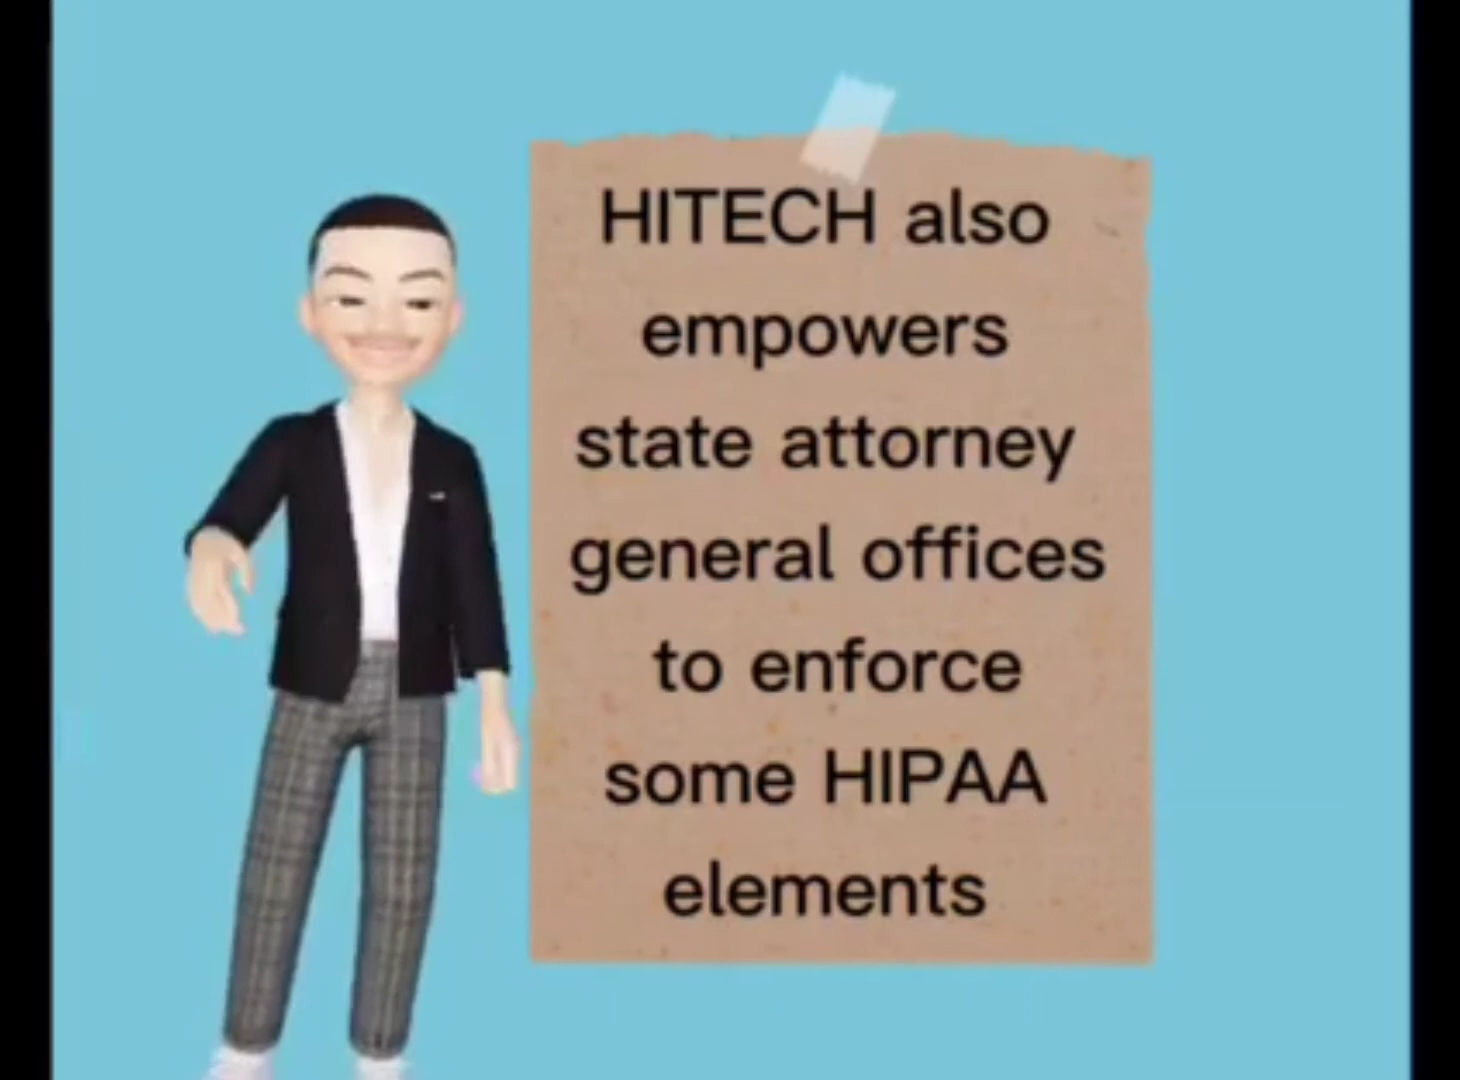 HITECH also
empowers
state attorney
general offices
to enforce
some HIPAA
elements